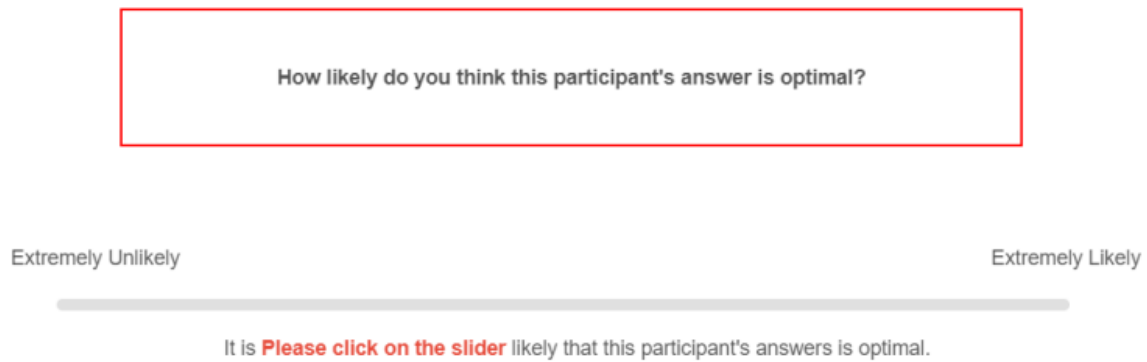 How likely do you think this participant's answer is optimal?
Extremely Unlikely
Extremely Likely
It is Please click on the slider likely that this participant's answers is optimal.